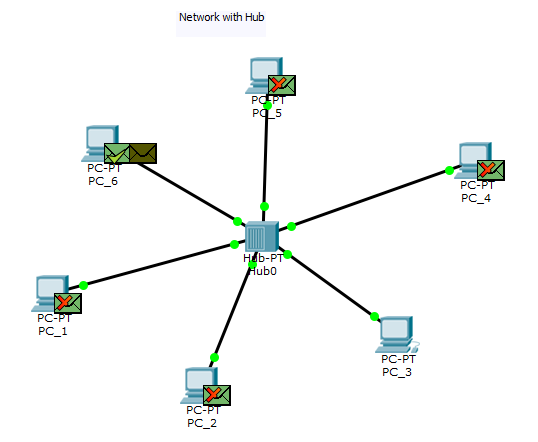 Network with Hub
PC-PT
PC_5
PC-PT
PC_6
PC-PT
PC_4
Hub-PT
Hub0
PC-PT
PC_1
PC-PT
PC_3
PC-PT
PC_2